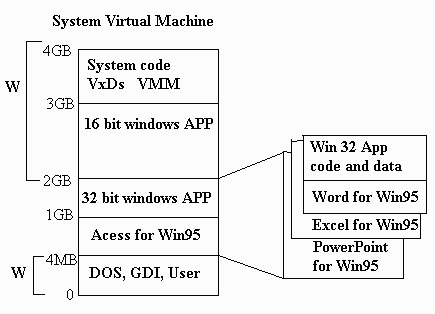 System Virtual Machine
4GB
System code
VxDs VMM
W
3GB
16 bit windows APP
2GB
32 bit windows APP
1GB
Acess for Win95
4MB
W
DOS, GDI, User
0
Win 32 App
code and data
Word for Win95
Excel for Win95
PowerPoint
for Win95